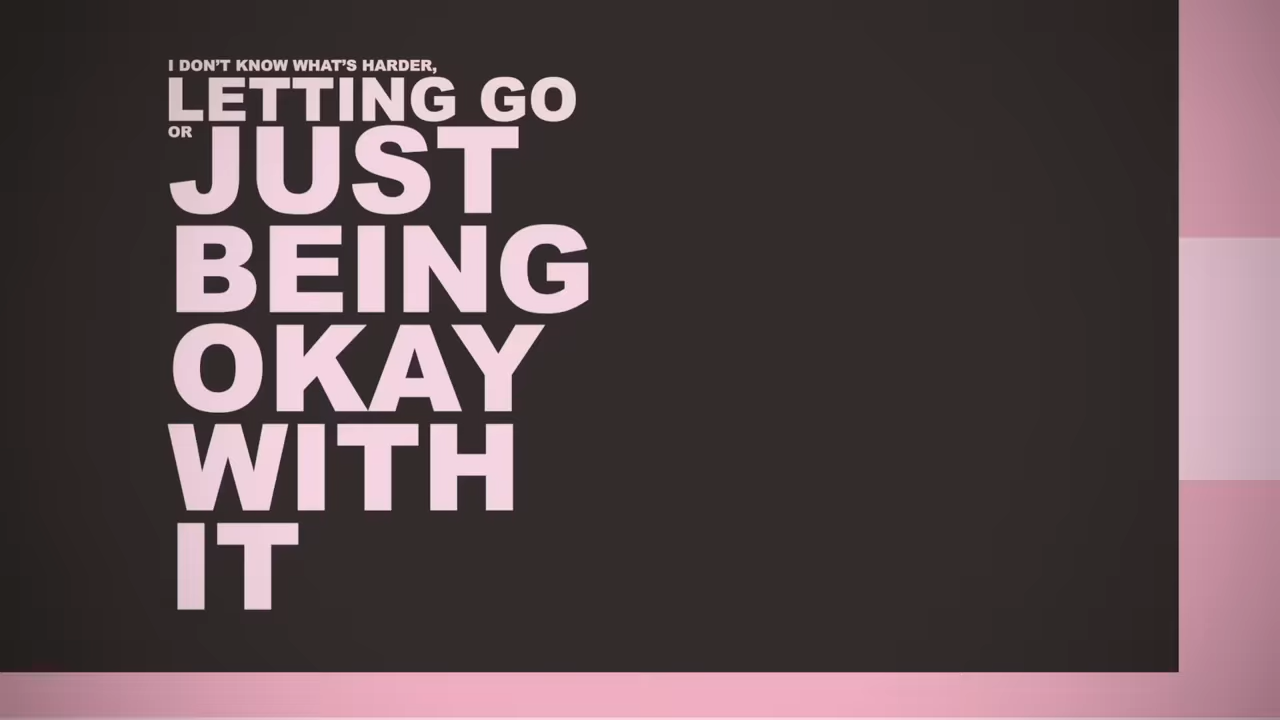 I DON'T KNOW WHAT'S HARDER,
LETTING GO
OR JUST
BEING
OKAY
WITH
IT